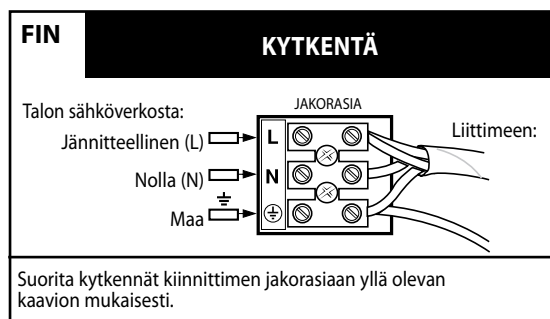 FIN
KYTKENTÄ
Talon sähköverkosta:
JAKORASIA
Jännitteellinen (L)
L
Liittimeen:
Nolla (N)
N
Maa
Suorita kytkennät kiinnittimen jakorasiaan yllä olevan
kaavion mukaisesti.